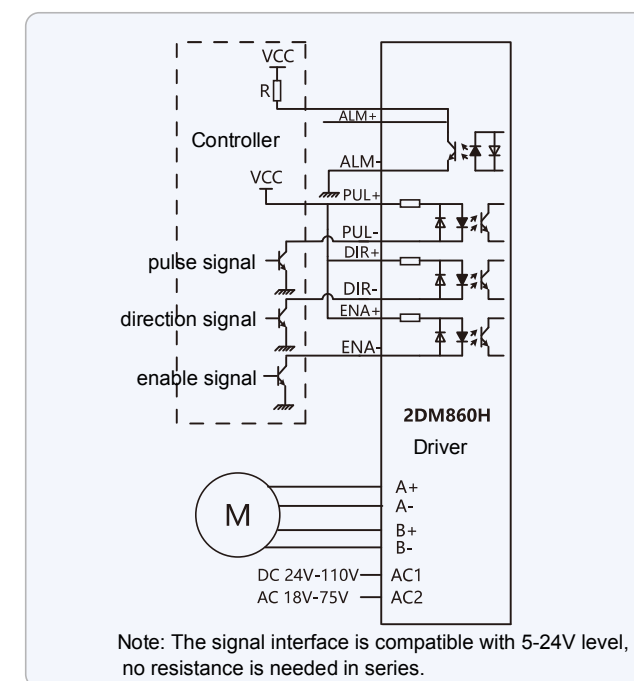 VCC
R
ALM+
Controller
ALM-
VCC
PUL+
PUL-
pulse signal
DIR+
DIR-
direction signal
ENA+
ENA-
enable signal
2DM860H
Driver
M
A+
A-
B+
B-
DC 24V-110V AC1
AC 18V-75V AC2
Note: The signal interface is compatible with 5-24V level,
no resistance is needed in series.